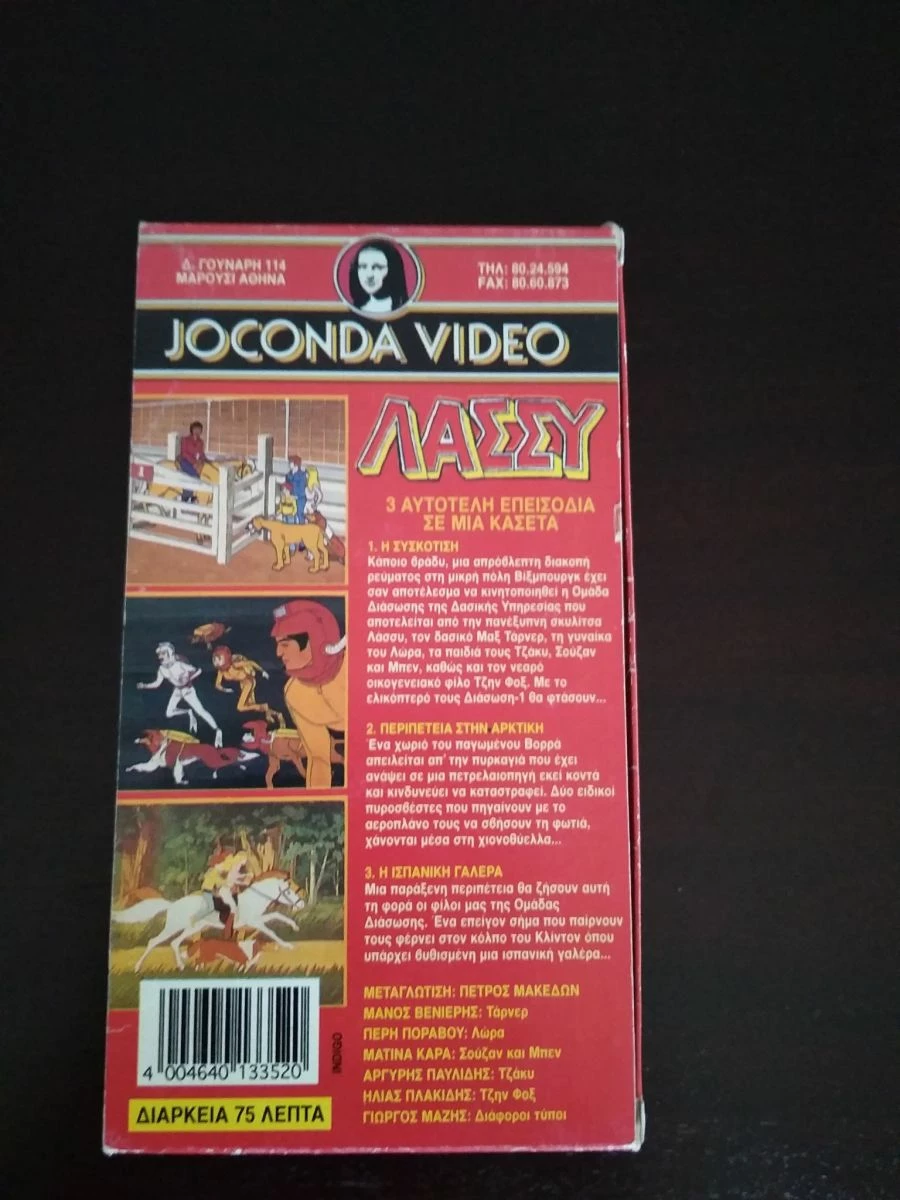 Δ. ΓΟΥΝΑΡΗ 114
ΜΑΡΟΥΣΙ ΑΘΗΝΑ
ΤΗΛ: 80.24.594
FAX: 80.60.873
JOCONDA VIDEO
ΛΑΣΣΥ
3 ΑΥΤΟΤΕΛΗ ΕΠΕΙΣΟΔΙΑ
ΣΕ ΜΙΑ ΚΑΣΕΤΑ
1. Η ΣΥΣΚΟΤΙΣΗ
Κάποιο βράδυ, μια απρόβλεπτη διακοπή
ρεύματος στη μικρή πόλη Βίξμπουργκ έχει
σαν αποτέλεσμα να κινητοποιηθεί η Ομάδα
Διάσωσης της Δασικής Υπηρεσίας που
αποτελείται από την πανέξυπνη σκυλίτσα
Λάσσυ, τον δασικό Μαξ Τάρνερ, τη γυναίκα
του Λώρα, τα παιδιά τους Τζάκυ, Σούζαν
και Μπεν, καθώς και τον νεαρό
οικογενειακό φίλο Τζην Φοξ. Με το
ελικόπτερό τους Διάσωση-1 θα φτάσουν...
2. ΠΕΡΙΠΕΤΕΙΑ ΣΤΗΝ ΑΡΚΤΙΚΗ
Ένα χωριό του παγωμένου Βορρά
απειλείται απ' την πυρκαγιά που έχει
ανάψει σε μια πετρελαιοπηγή εκεί κοντά
και κινδυνεύει να καταστραφεί. Δύο ειδικοί
πυροσβέστες που πηγαίνουν με το
αεροπλάνο τους να σβήσουν τη φωτιά,
χάνονται μέσα στη χιονοθύελλα...
3. Η ΙΣΠΑΝΙΚΗ ΓΑΛΕΡΑ
Μια παράξενη περιπέτεια θα ζήσουν αυτή
τη φορά οι φίλοι μας της Ομάδας
Διάσωσης. Ένα επείγον σήμα που παίρνουν
τους φέρνει στον κόλπο του Κλίντον όπου
υπάρχει βυθισμένη μια ισπανική γαλέρα...
ΜΕΤΑΓΛΩΤΙΣΗ: ΠΕΤΡΟΣ ΜΑΚΕΔΩΝ
ΜΑΝΟΣ ΒΕΝΙΕΡΗΣ: Τάρνερ
ΠΕΡΗ ΠΟΡΑΒΟΥ: Λώρα
ΜΑΤΙΝΑ ΚΑΡΑ: Σούζαν και Μπεν
ΑΡΓΥΡΗΣ ΠΑΥΛΙΔΗΣ: Τζάκυ
ΗΛΙΑΣ ΠΛΑΚΙΔΗΣ: Τζην Φοξ
ΓΙΩΡΓΟΣ ΜΑΖΗΣ: Διάφοροι τύποι
1
4 004640 133520
INDIGO
ΔΙΑΡΚΕΙΑ 75 ΛΕΠΤΑ